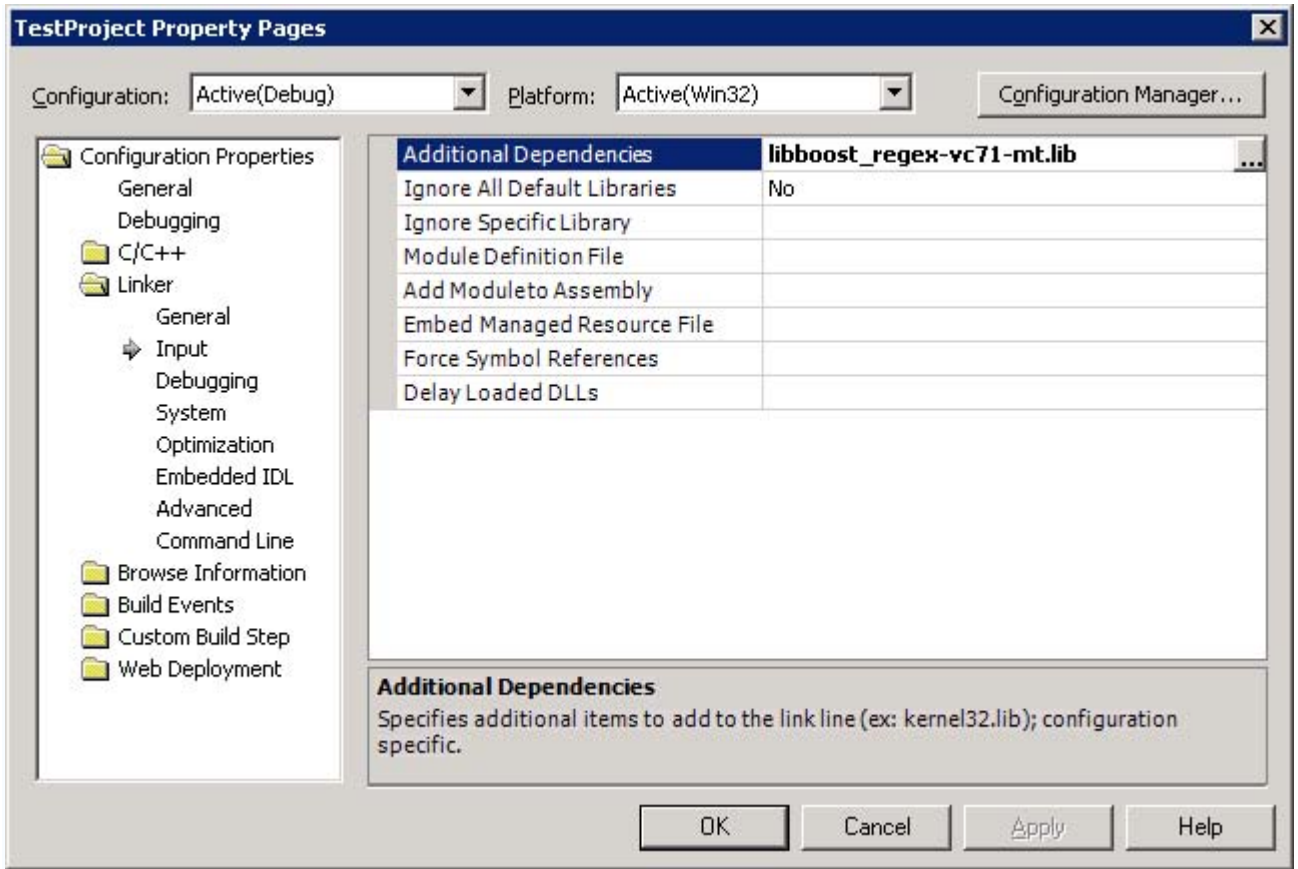 TestProject Property Pages
Configuration: Active(Debug) Platform: Active(Win32) Configuration Manager...
Configuration Properties
General
Debugging
C/C++
Linker
General
Input
Debugging
System
Optimization
Embedded IDL
Advanced
Command Line
Browse Information
Build Events
Custom Build Step
Web Deployment
Additional Dependencies libboost_regex-vc71-mt.lib ...
Ignore All Default Libraries No
Ignore Specific Library
Module Definition File
Add Moduleto Assembly
Embed Managed Resource File
Force Symbol References
Delay Loaded DLLs
Additional Dependencies
Specifies additional items to add to the link line (ex: kernel32.lib); configuration
specific.
OK Cancel Apply Help